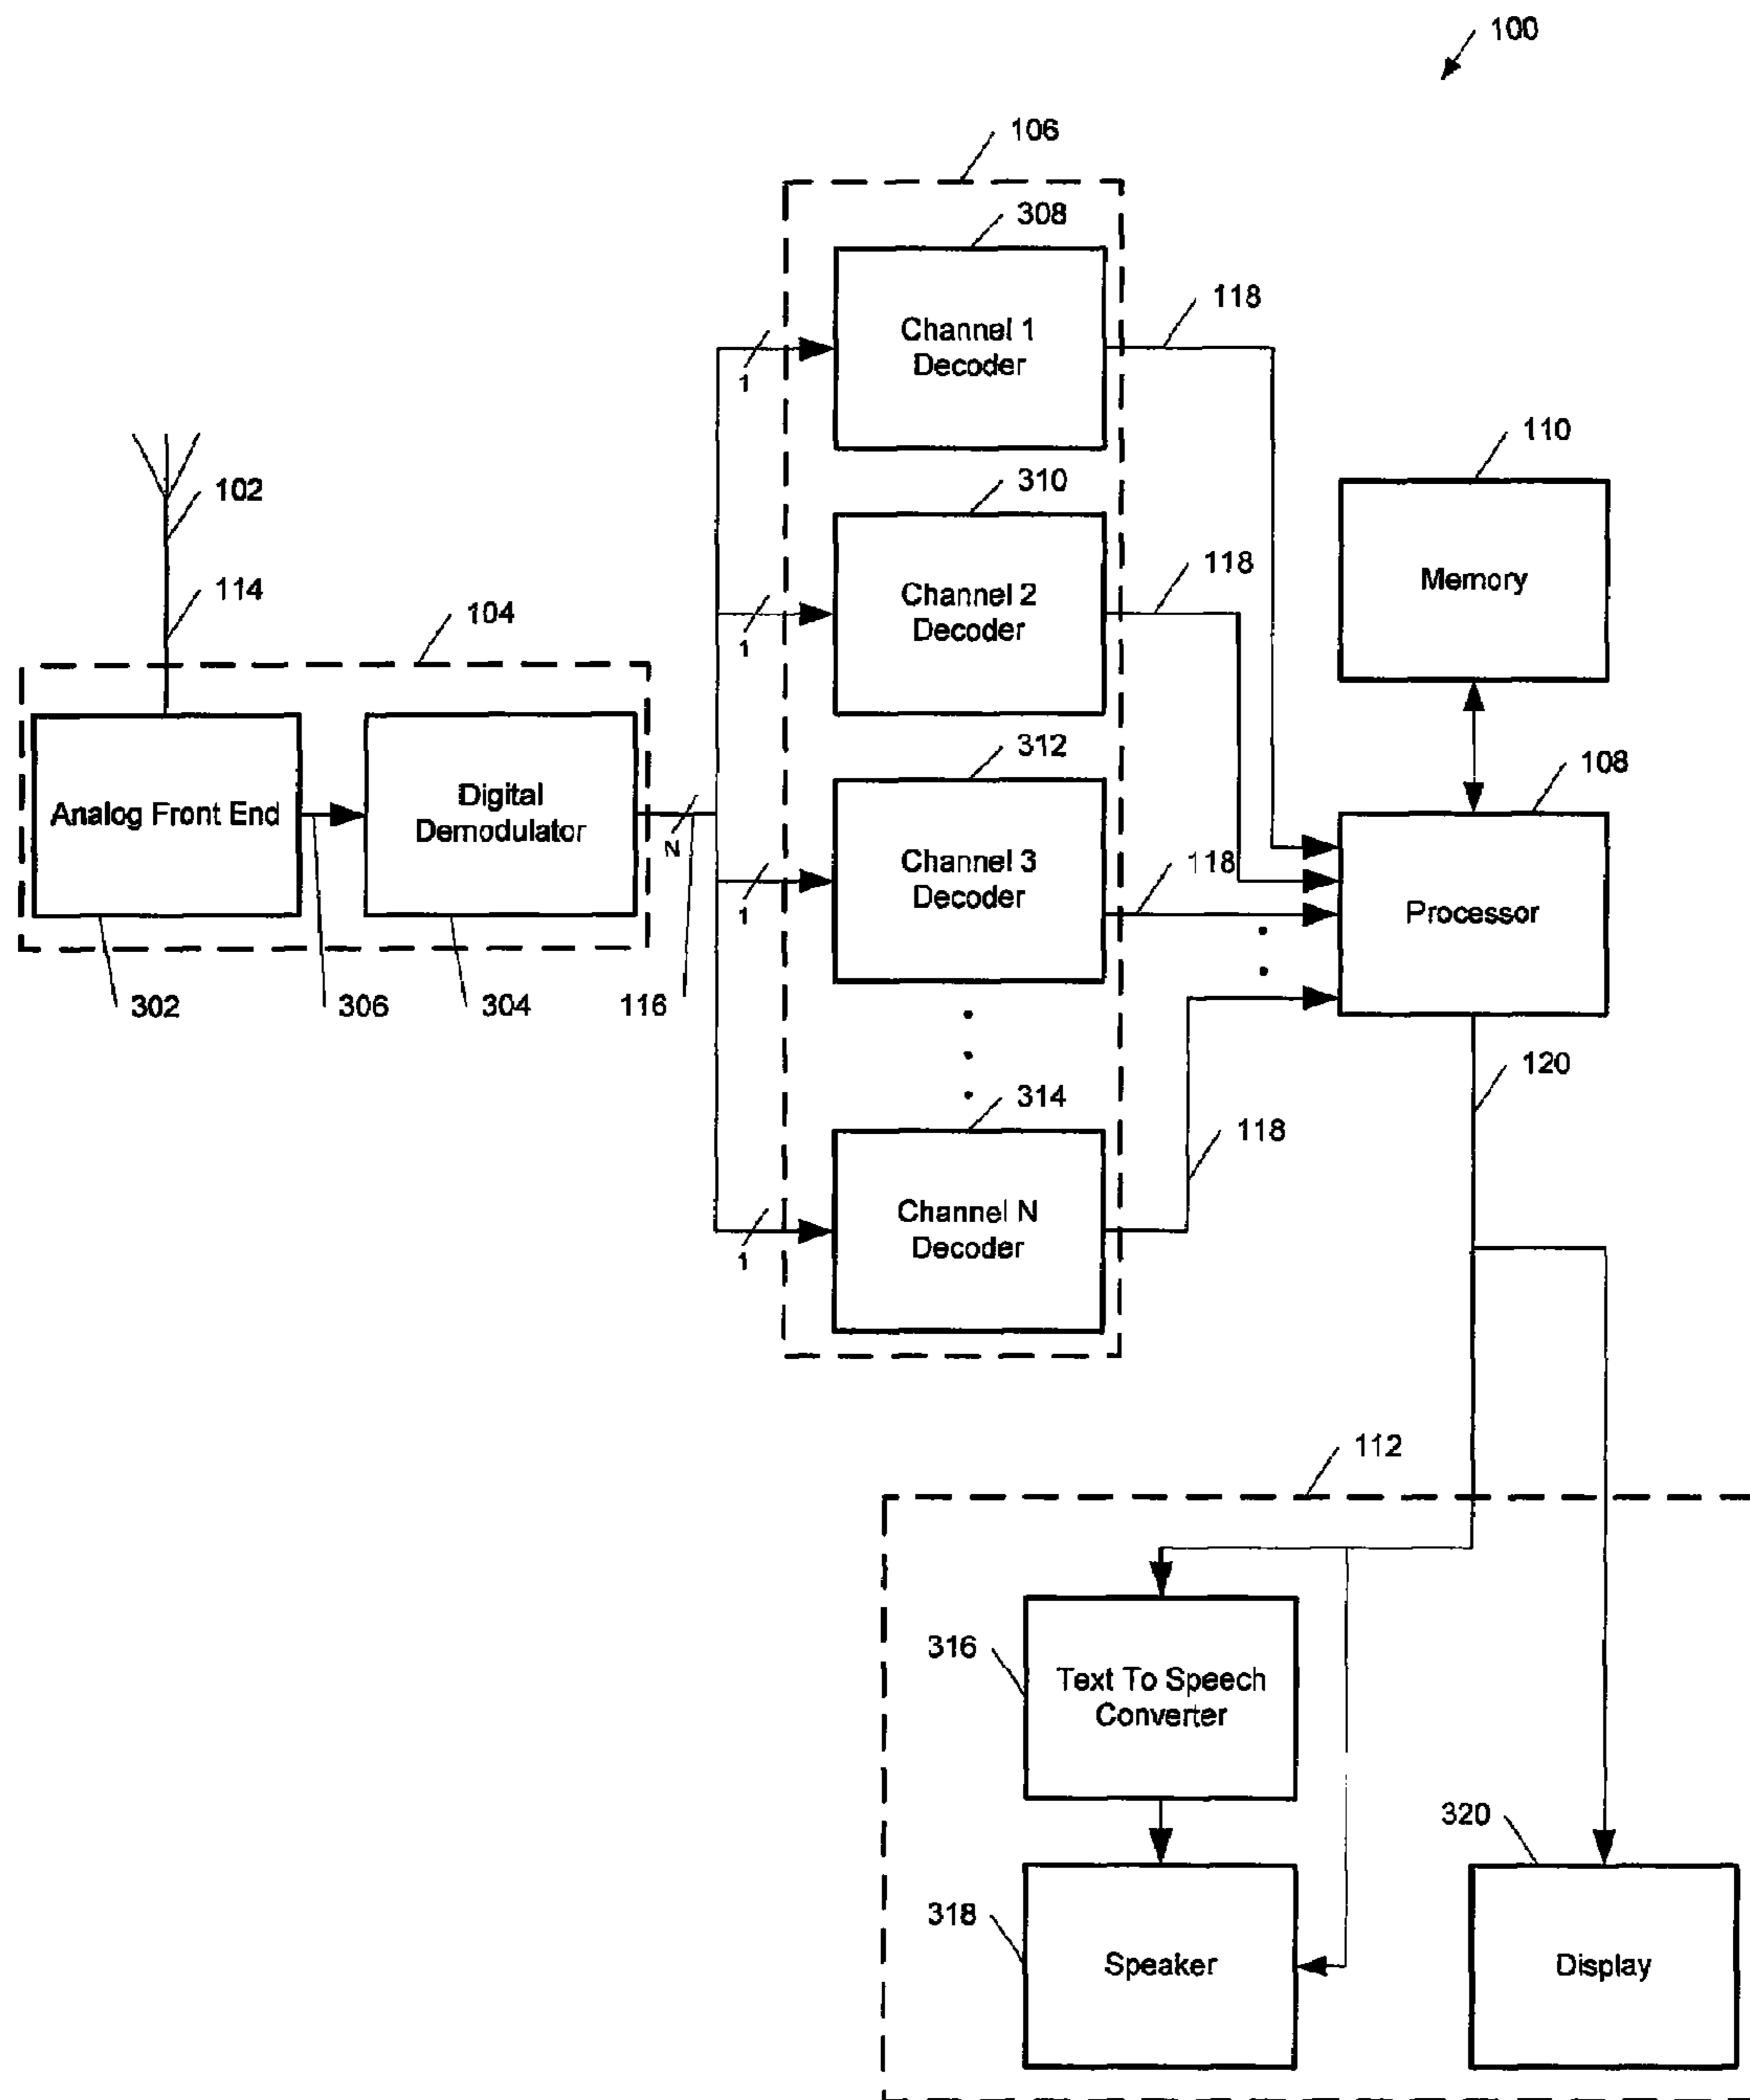 100
106
308
Channel 1
Decoder
118
1
110
Memory
102
310
Channel 2
Decoder
118
1
114
104
312
108
Analog Front End
Digital
Demodulator
N
Channel 3
Decoder
118
1
Processor
302
306
304
116
120
314
Channel N
Decoder
118
1
112
316
Text To Speech
Converter
320
318
Speaker
Display